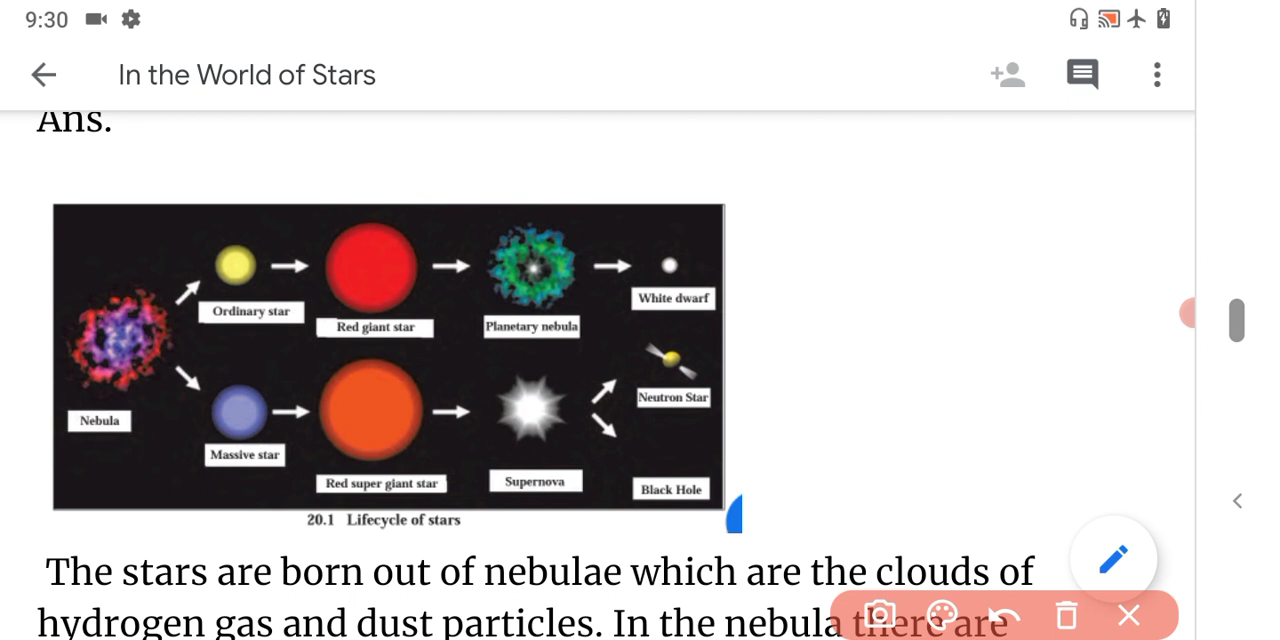 9:30
In the World of Stars
Ans.
Ordinary star
Red giant star
Planetary nebula
White dwarf
Neutron Star
Nebula
Massive star
Red super giant star
Supernova
Black Hole
20.1 Lifecycle of stars
The stars are born out of nebulae which are the clouds of
hydrogen gas and dust particles. In the nebula there are